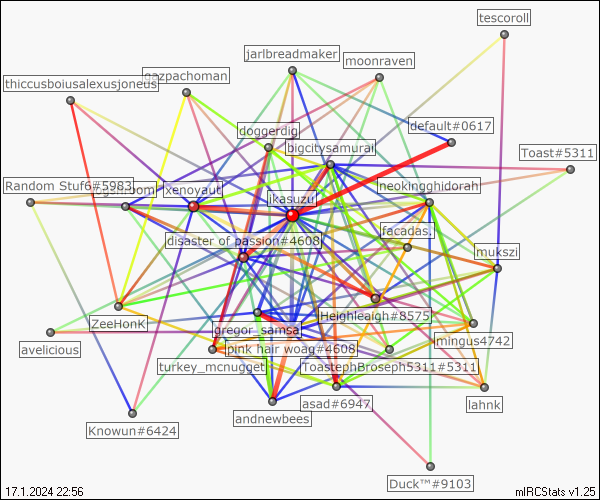 tescoroll
jarlbreadmaker
moonraven
gazpachoman
thiccusboiusalexusjoneus
default#0617
doggerdig
bigcitysamurai
Toast#5311
Random Stuf6#5983
xenoyaut
neokingghidorah
ikasuzu
facadas.
disaster of passion#4608
mukszi
Heighleaigh#8575
ZeeHonK
gregor_samsa
mingus4742
avelicious
pink hair woag#4608
turkey_mcnugget
ToastephBroseph5311#5311
andnewbees
asad#6947
lahnk
Knowun#6424
Duck™#9103
17.1.2024 22:56
mIRCStats v1.25